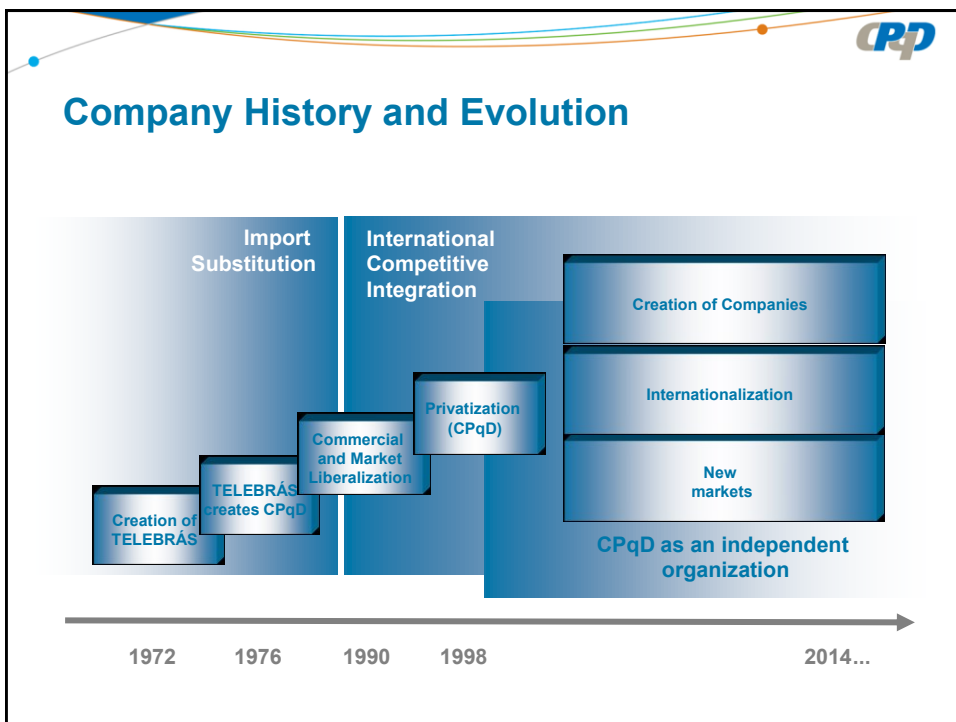 CPqD
Company History and Evolution
Import
Substitution
International
Competitive
Integration
Creation of Companies
Internationalization
New
markets
Privatization
(CPqD)
Commercial
and Market
Liberalization
TELEBRÁS
creates CPqD
Creation of
TELEBRÁS
CPqD as an independent
organization
1972
1976
1990
1998
2014...